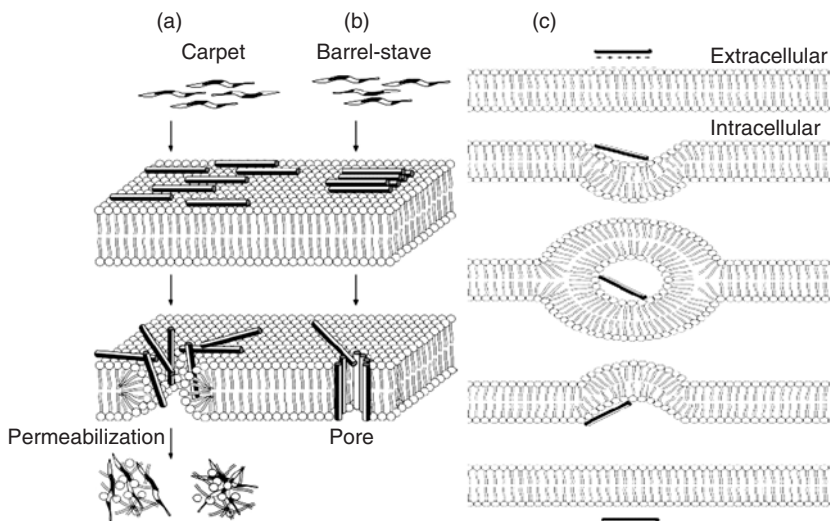 (a)
Carpet
(b)
Barrel-stave
Permeabilization
Pore
(c)
Extracellular
Intracellular